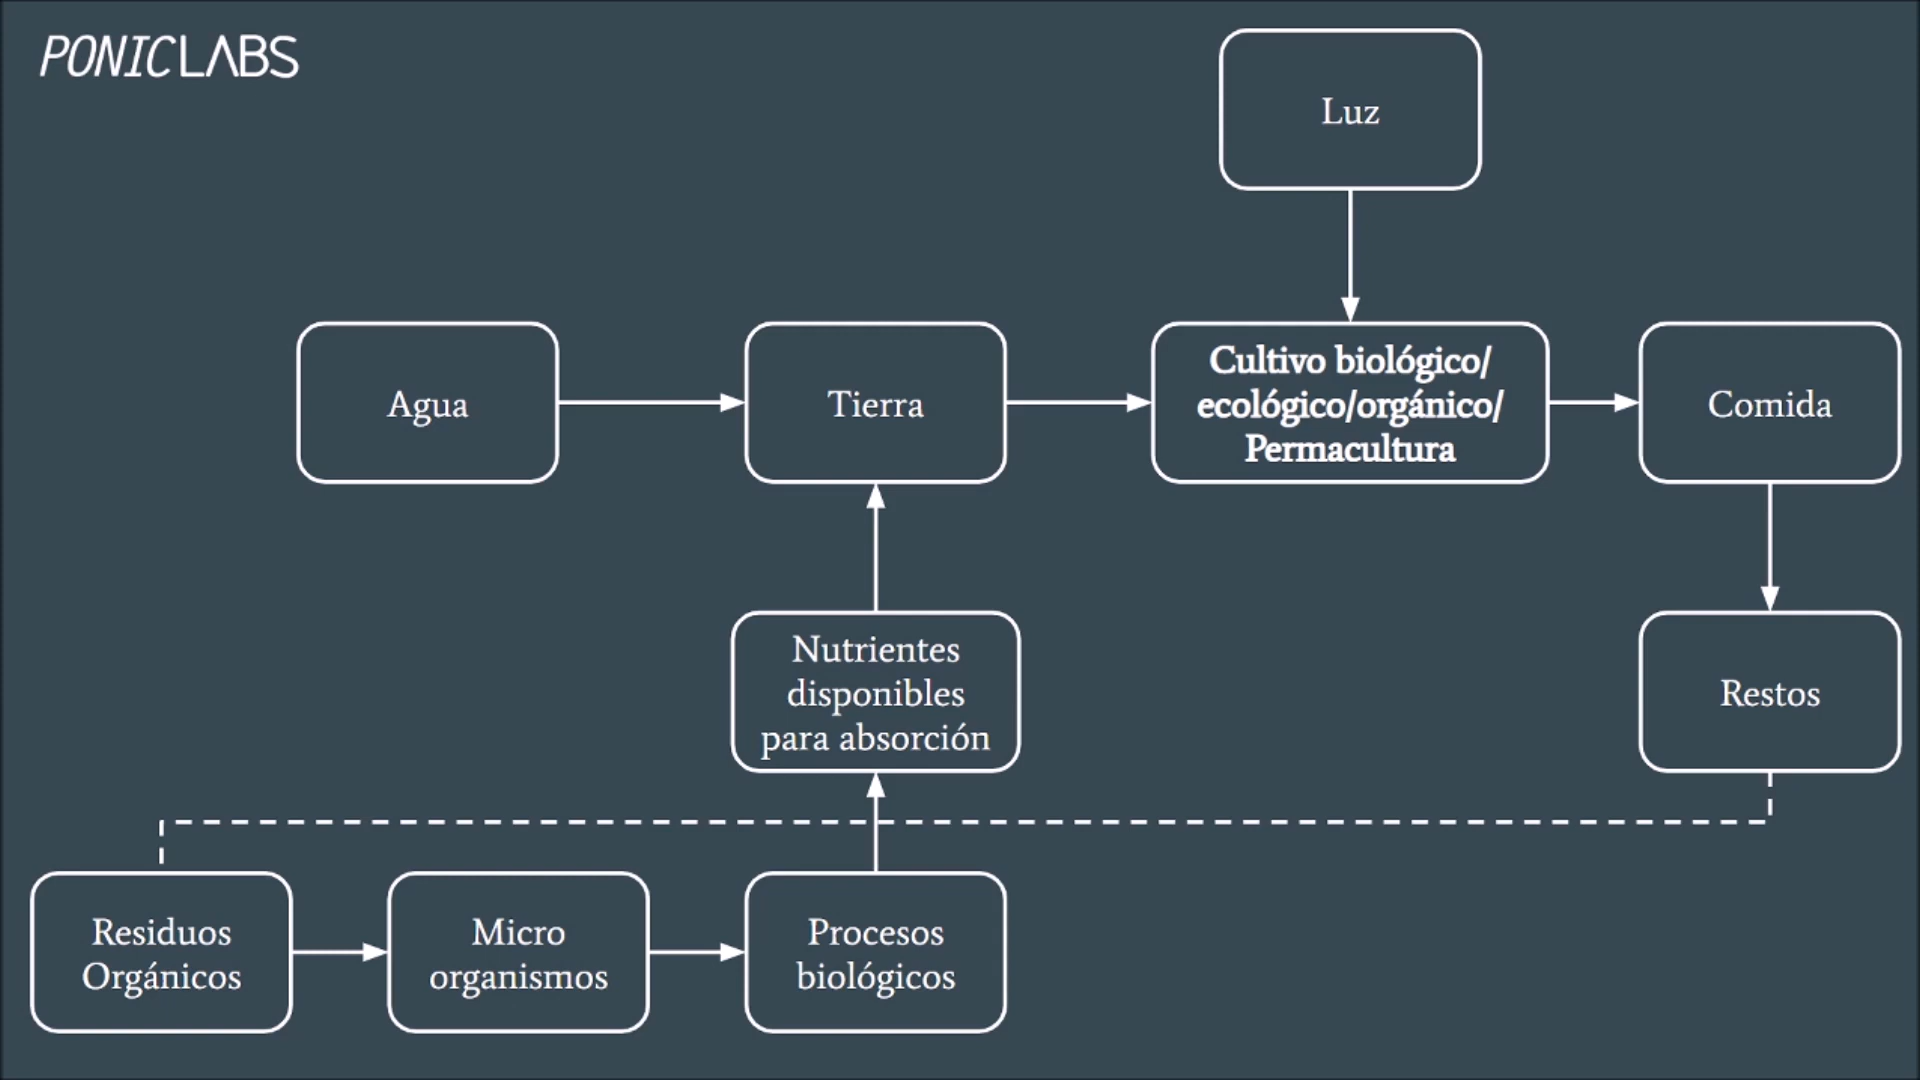 PONICLABS
Luz
Agua
Tierra
Cultivo biológico/
ecológico/orgánico/
Permacultura
Comida
Nutrientes
disponibles
para absorción
Restos
Residuos
Orgánicos
Micro
organismos
Procesos
biológicos